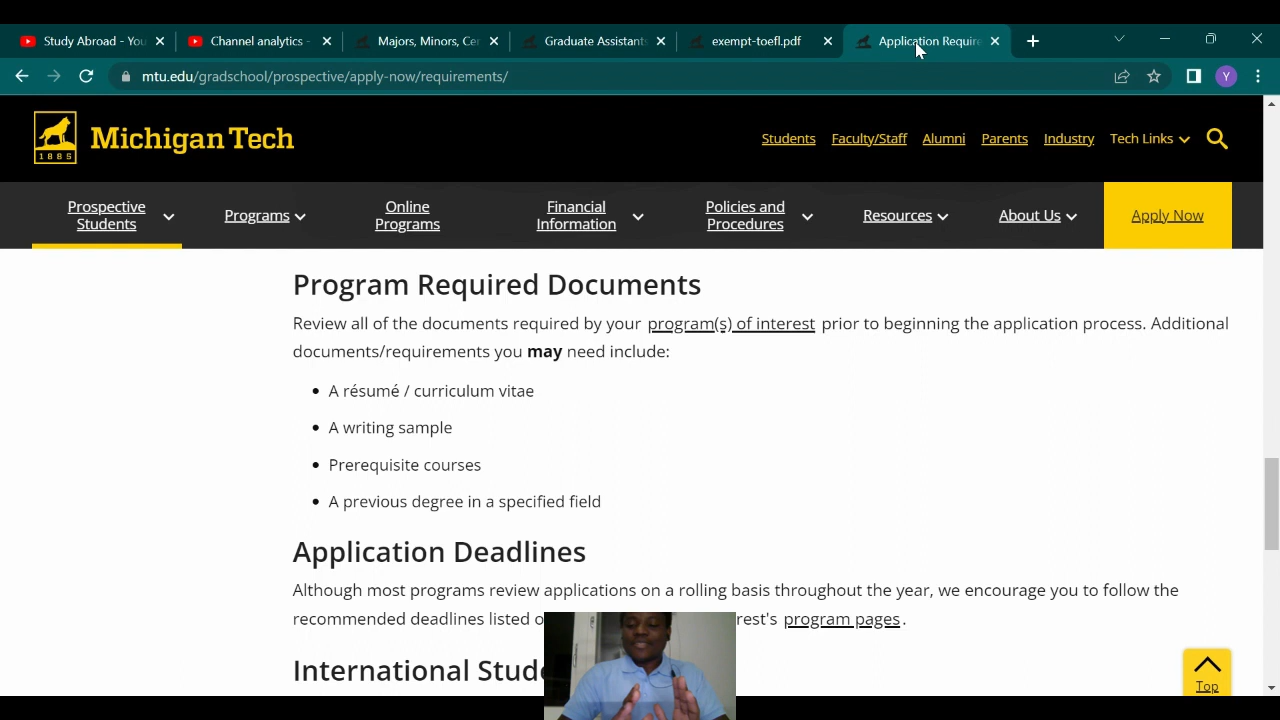 Study Abroad - You
Channel analytics -
Majors, Minors, Cer
Graduate Assistants
exempt-toefl.pdf
Application Require
mtu.edu/gradschool/prospective/apply-now/requirements/
Y
1885
Michigan Tech
Students
Faculty/Staff
Alumni
Parents
Industry
Tech Links
Prospective
Students
Programs
Online
Programs
Financial
Information
Policies and
Procedures
Resources
About Us
Apply Now
Program Required Documents
Review all of the documents required by your program(s) of interest prior to beginning the application process. Additional
documents/requirements you may need include:
• A résumé / curriculum vitae
• A writing sample
• Prerequisite courses
• A previous degree in a specified field
Application Deadlines
Although most programs review applications on a rolling basis throughout the year, we encourage you to follow the
recommended deadlines listed o rest's program pages.
International Stude
Top